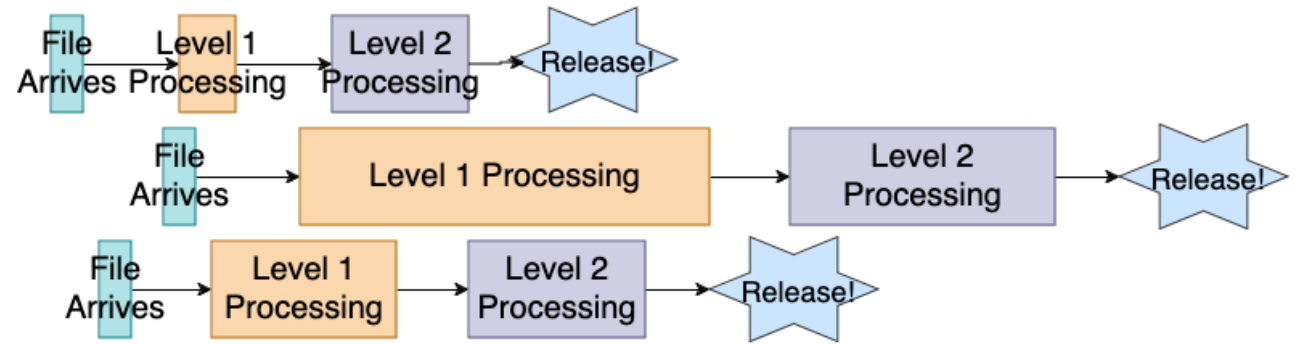 File
Arrives
Level 1
Processing
Level 2
Processing
Release!
File
Arrives
Level 1 Processing
Level 2
Processing
Release!
File
Arrives
Level 1
Processing
Level 2
Processing
Release!